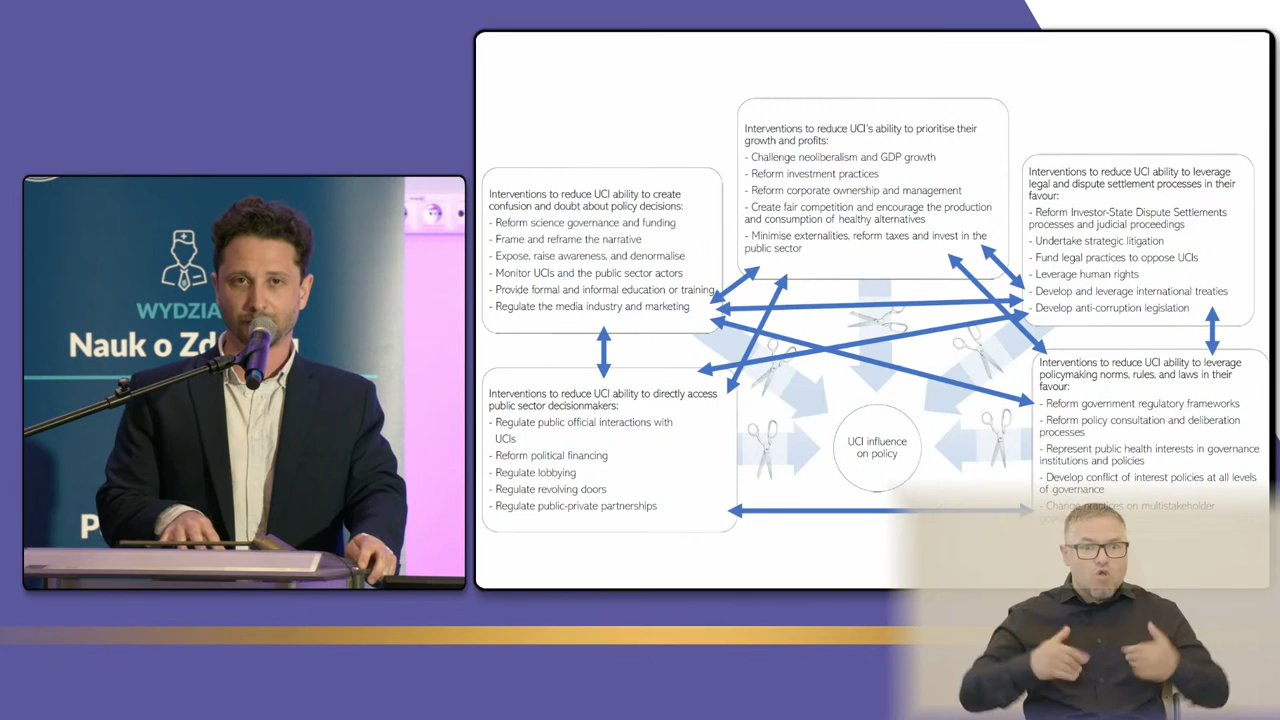 WYDZIA
Nauk o Zd
u
P
Interventions to reduce UCI's ability to prioritise their
growth and profits:
- Challenge neoliberalism and GDP growth
- Reform investment practices
- Reform corporate ownership and management
- Create fair competition and encourage the production
and consumption of healthy alternatives
- Minimise externalities, reform taxes and invest in the
public sector
Interventions to reduce UCI ability to create
confusion and doubt about policy decisions:
- Reform science governance and funding
- Frame and reframe the narrative
- Expose, raise awareness, and denormalise
- Monitor UCIs and the public sector actors
- Provide formal and informal education or training
- Regulate the media industry and marketing
Interventions to reduce UCI ability to leverage
legal and dispute settlement processes in their
favour:
- Reform Investor-State Dispute Settlements
processes and judicial proceedings
- Undertake strategic litigation
- Fund legal practices to oppose UCIs
- Leverage human rights
- Develop and leverage international treaties
- Develop anti-corruption legislation
Interventions to reduce UCI ability to directly access
public sector decisionmakers:
- Regulate public official interactions with
UCIs
- Reform political financing
- Regulate lobbying
- Regulate revolving doors
- Regulate public-private partnerships
UCI influence
on policy
Interventions to reduce UCI ability to leverage
policymaking norms, rules, and laws in their
favour:
- Reform government regulatory frameworks
- Reform policy consultation and deliberation
processes
- Represent public health interests in governance
institutions and policies
- Develop conflict of interest policies at all levels
of governance
- Change practices on multistakeholder